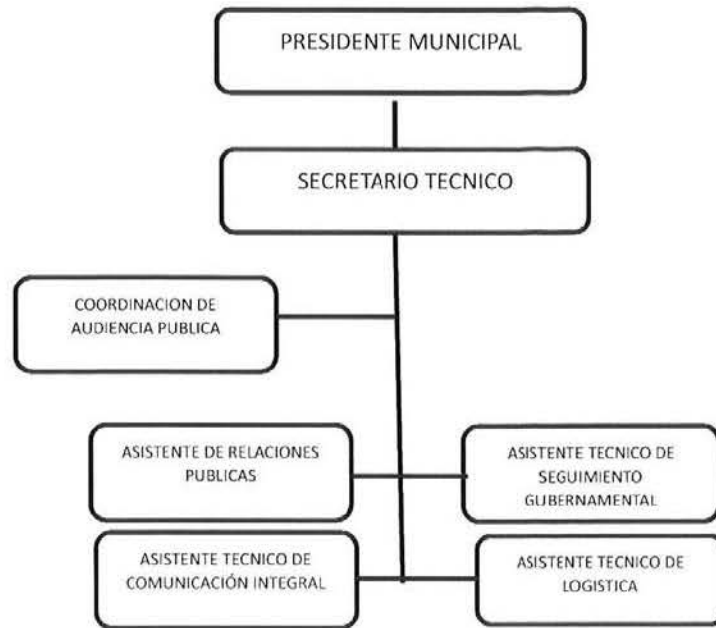 PRESIDENTE MUNICIPAL
SECRETARIO TECNICO
COORDINACION DE
AUDIENCIA PUBLICA
ASISTENTE DE RELACIONES
PUBLICAS
ASISTENTE TECNICO DE
SEGUIMIENTO
GUBERNAMENTAL
ASISTENTE TECNICO DE
COMUNICACIÓN INTEGRAL
ASISTENTE TECNICO DE
LOGISTICA